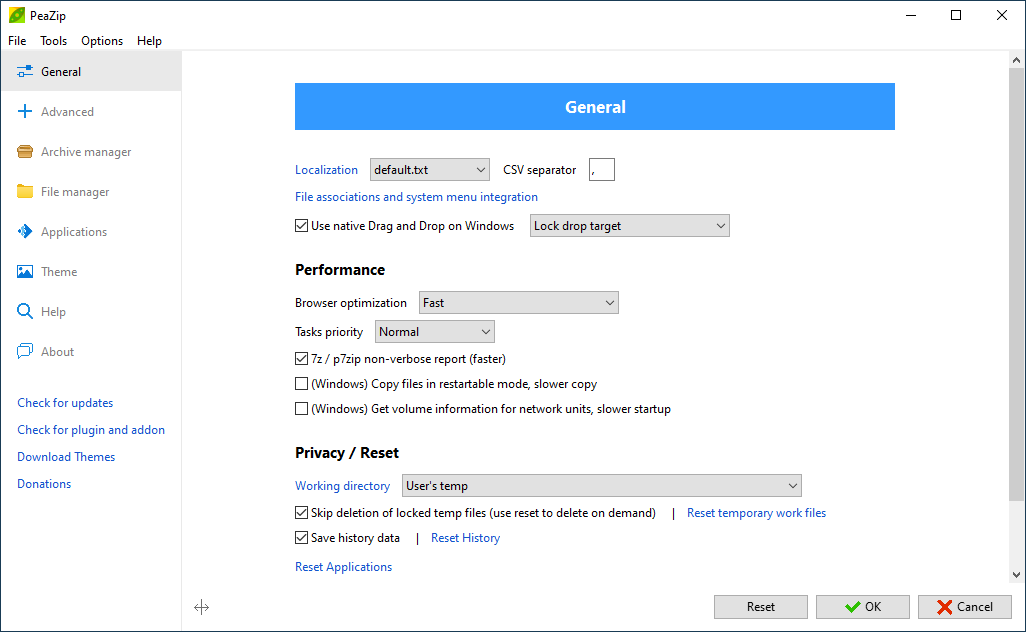 PeaZip
File Tools Options Help
General
Advanced
Archive manager
File manager
Applications
Theme
Help
About
Check for updates
Check for plugin and addon
Download Themes
Donations
General
Localization default.txt CSV separator ,
File associations and system menu integration
Use native Drag and Drop on Windows Lock drop target
Performance
Browser optimization Fast
Tasks priority Normal
7z / p7zip non-verbose report (faster)
(Windows) Copy files in restartable mode, slower copy
(Windows) Get volume information for network units, slower startup
Privacy / Reset
Working directory User's temp
Skip deletion of locked temp files (use reset to delete on demand) | Reset temporary work files
Save history data | Reset History
Reset Applications
Reset OK Cancel